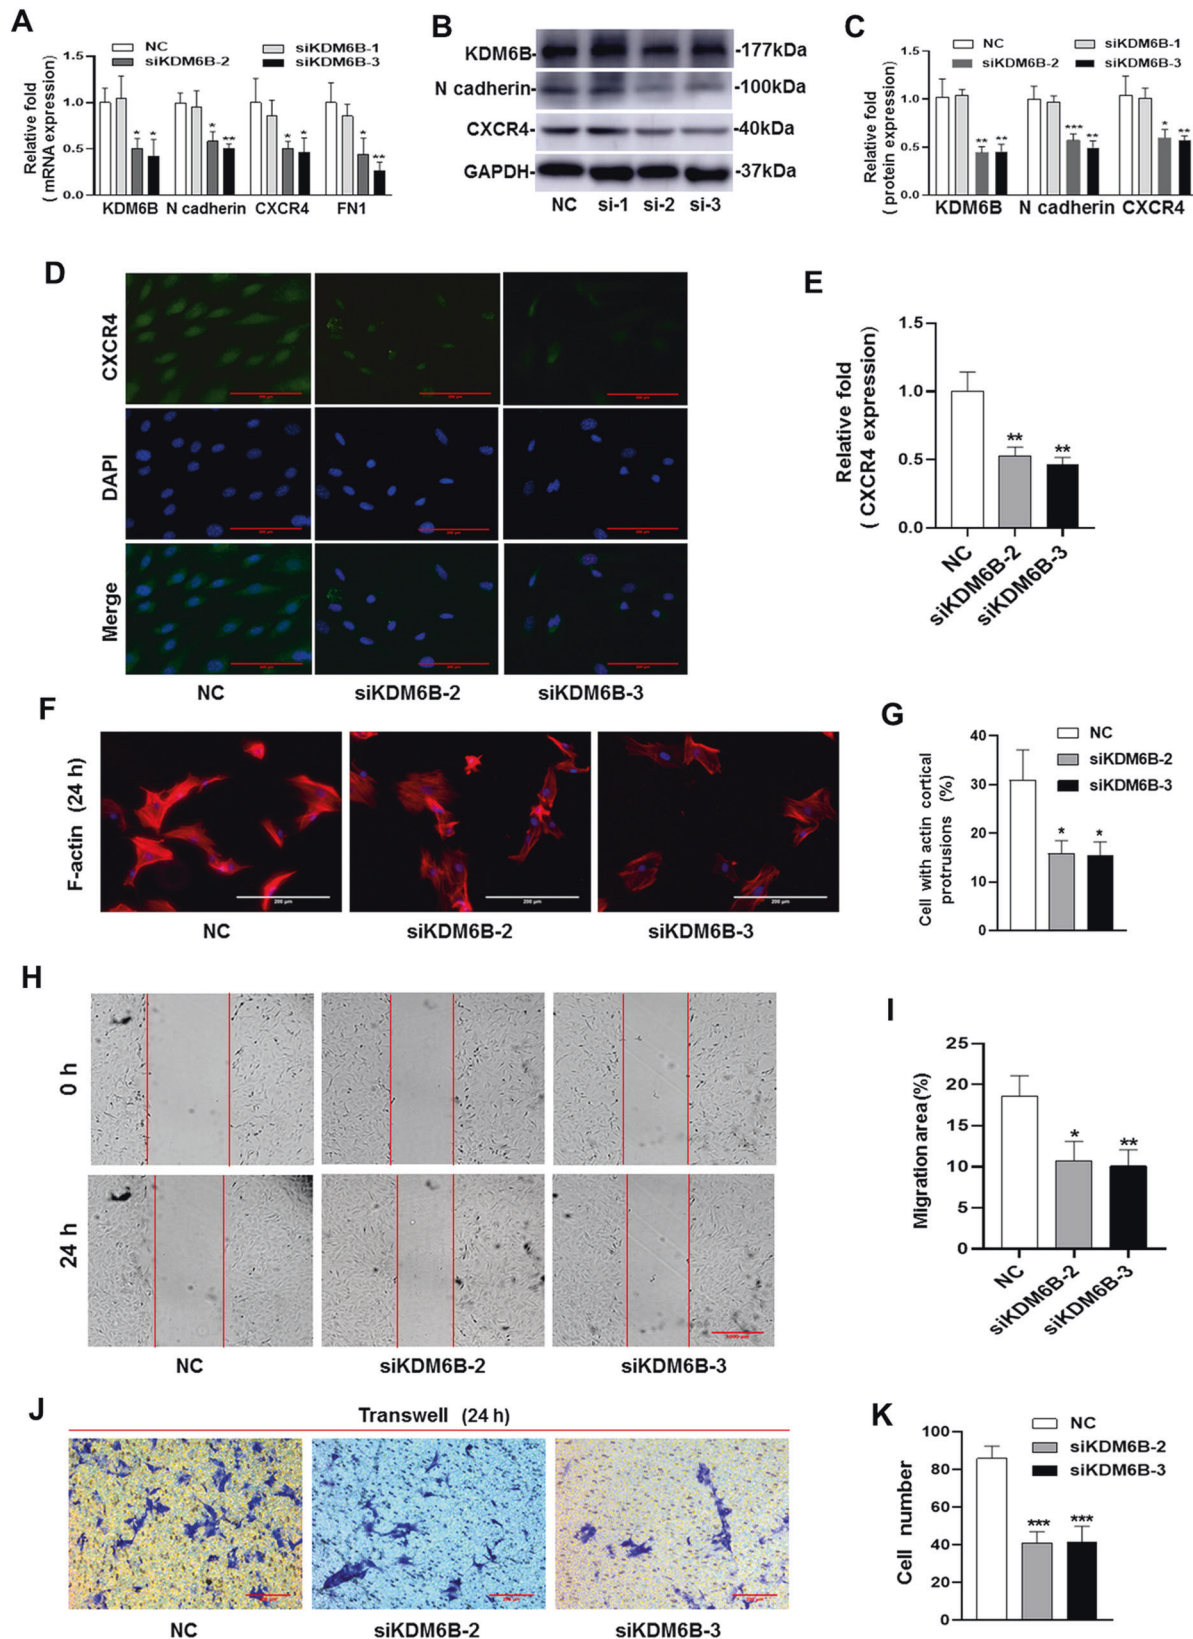 A
NC
siKDM6B-1
siKDM6B-2
siKDM6B-3
Relative fold
( mRNA expression)
1.5
1.0
0.5
0.0
* *
* **
* *
* **
KDM6B N cadherin CXCR4 FN1
B
KDM6B- -177kDa
N cadherin- -100kDa
CXCR4- -40kDa
GAPDH- -37kDa
NC si-1 si-2 si-3
C
NC
siKDM6B-1
siKDM6B-2
siKDM6B-3
Relative fold
( protein expression)
1.5
1.0
0.5
0.0
** **
*** **
* **
KDM6B N cadherin CXCR4
D
CXCR4
DAPI
Merge
NC siKDM6B-2 siKDM6B-3
E
Relative fold
( CXCR4 expression)
1.5
1.0
0.5
0.0
** **
NC
siKDM6B-2
siKDM6B-3
F
F-actin (24 h)
200 μm 200 μm 200 μm
NC siKDM6B-2 siKDM6B-3
G
Cell with actin cortical
protrusions (%)
40
30
20
10
0
* *
NC
siKDM6B-2
siKDM6B-3
H
0 h
24 h
NC siKDM6B-2 siKDM6B-3
I
Migration area(%)
25
20
15
10
5
0
* **
NC
siKDM6B-2
siKDM6B-3
J
Transwell (24 h)
NC siKDM6B-2 siKDM6B-3
K
Cell number
100
80
60
40
20
0
*** ***
NC
siKDM6B-2
siKDM6B-3